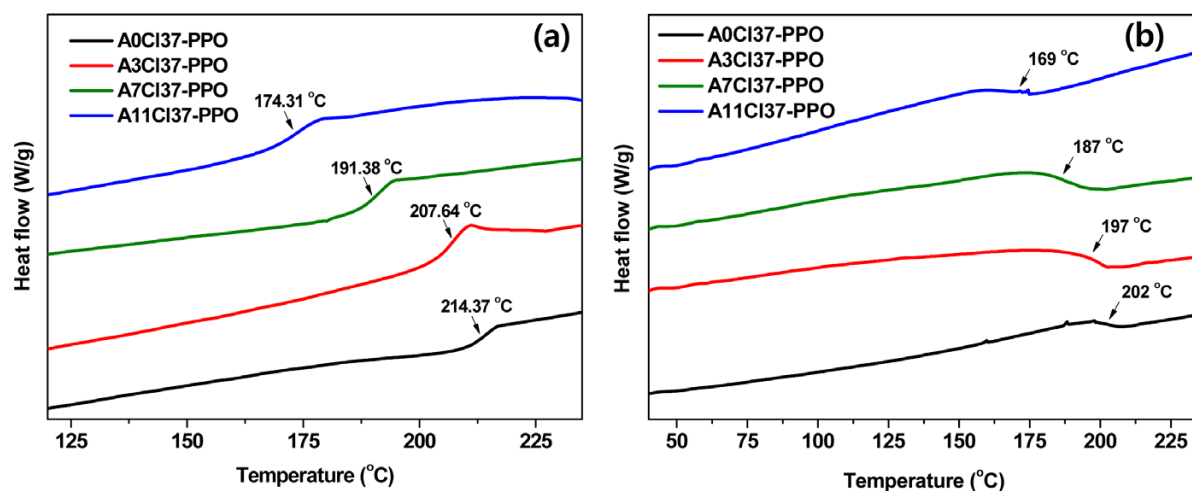 (a)
A0Cl37-PPO
A3Cl37-PPO
A7Cl37-PPO
A11Cl37-PPO
174.31 °C
191.38 °C
207.64 °C
214.37 °C
Heat flow (W/g)
125 150 175 200 225
Temperature (°C)
(b)
A0Cl37-PPO
A3Cl37-PPO
A7Cl37-PPO
A11Cl37-PPO
169 °C
187 °C
197 °C
202 °C
Heat flow (W/g)
50 75 100 125 150 175 200 225
Temperature (°C)